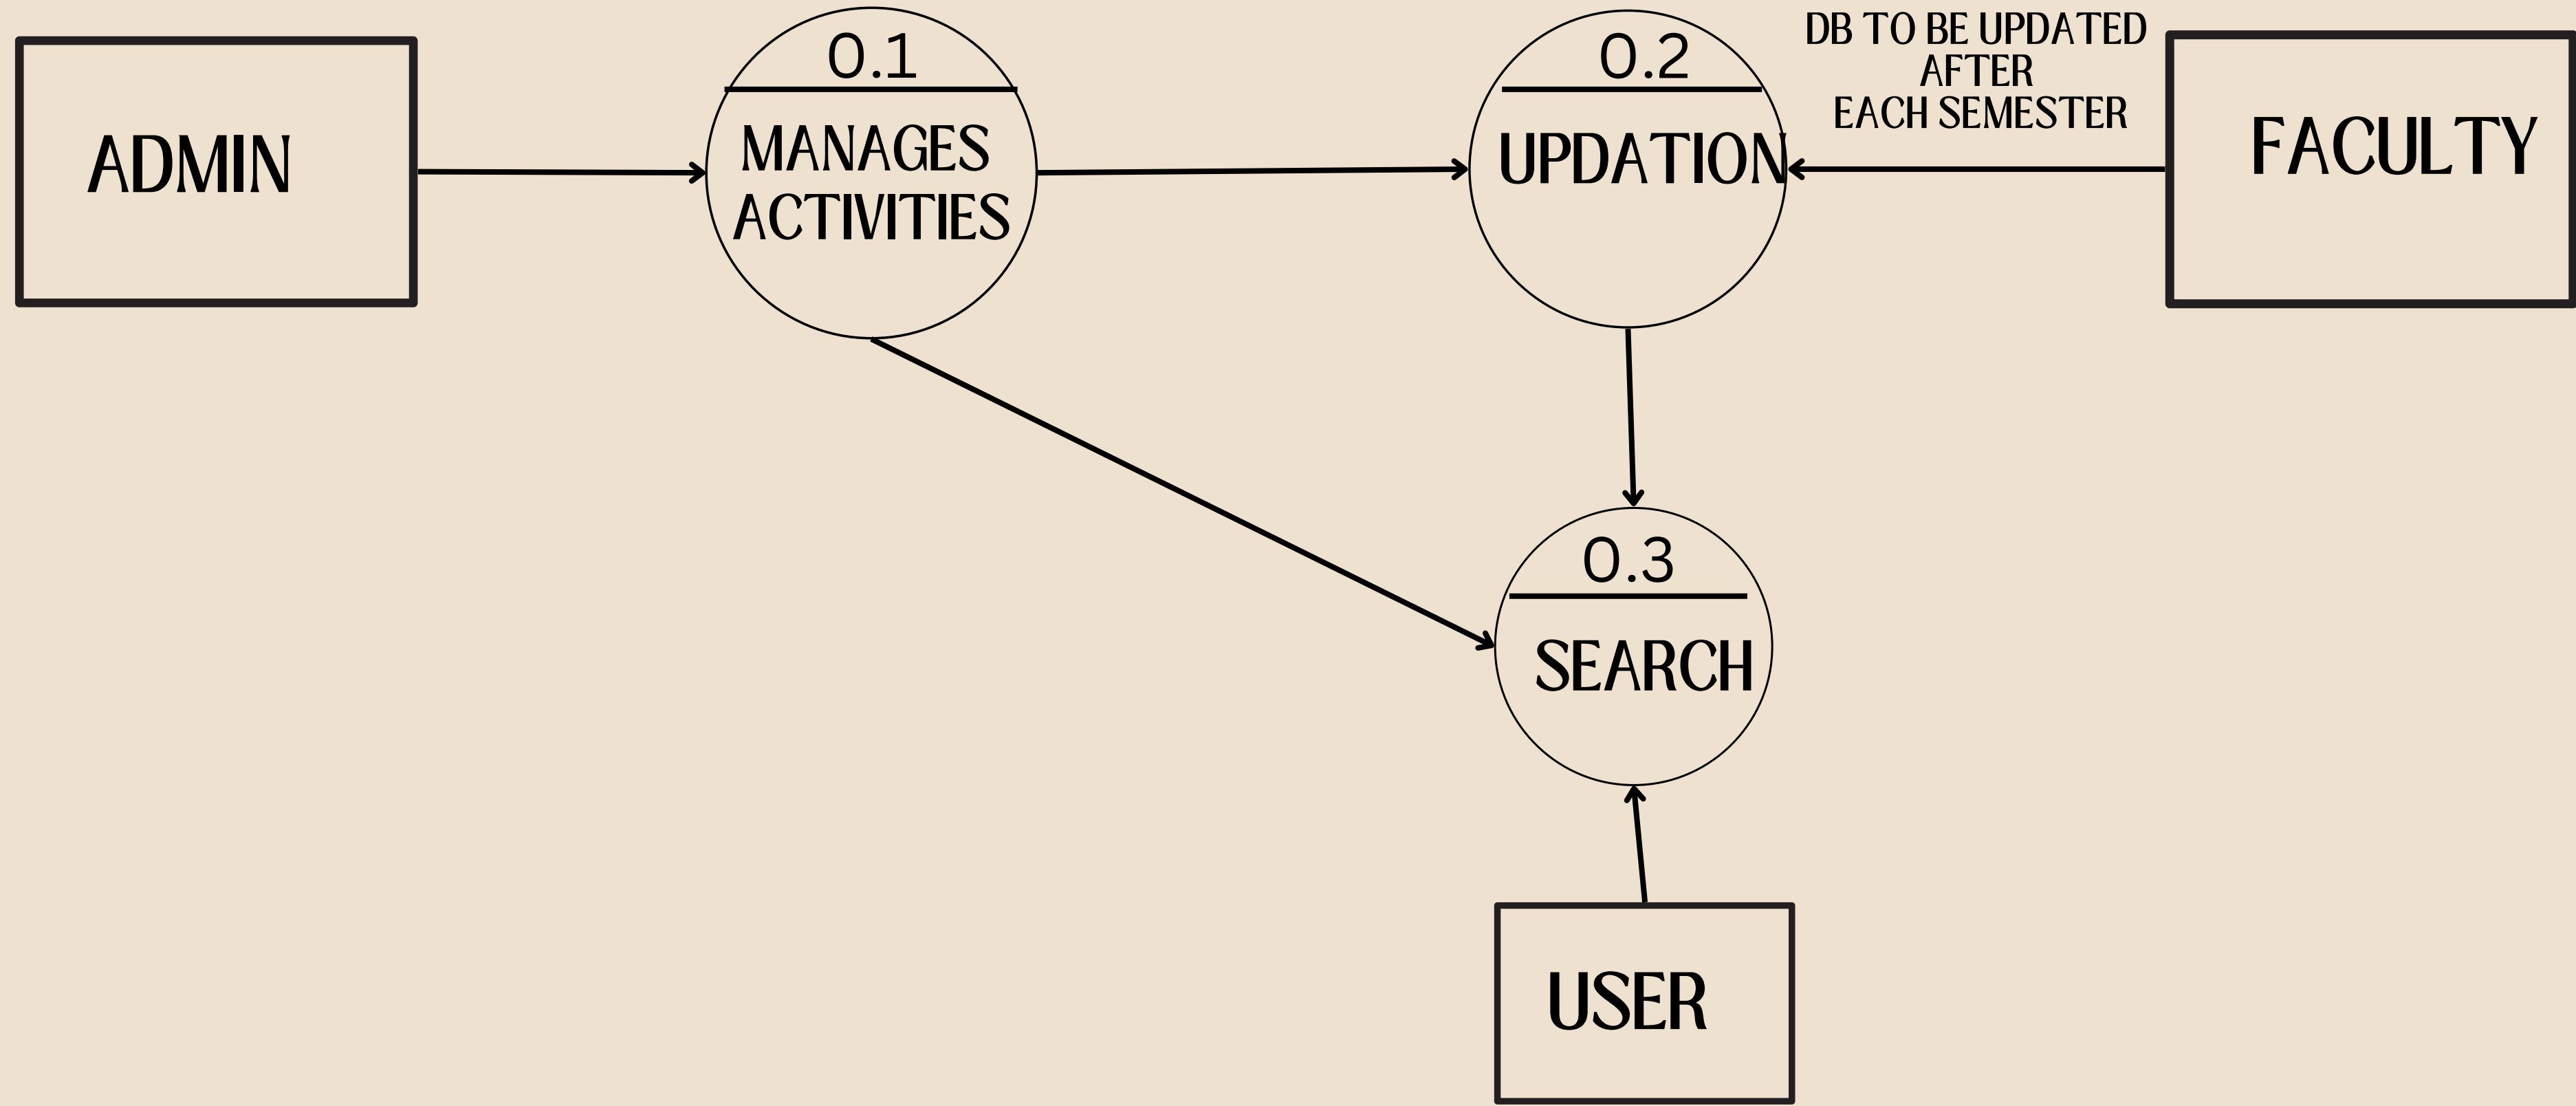 ADMIN
0.1
MANAGES
ACTIVITIES
0.2
UPDATION
DB TO BE UPDATED
AFTER
EACH SEMESTER
FACULTY
0.3
SEARCH
USER